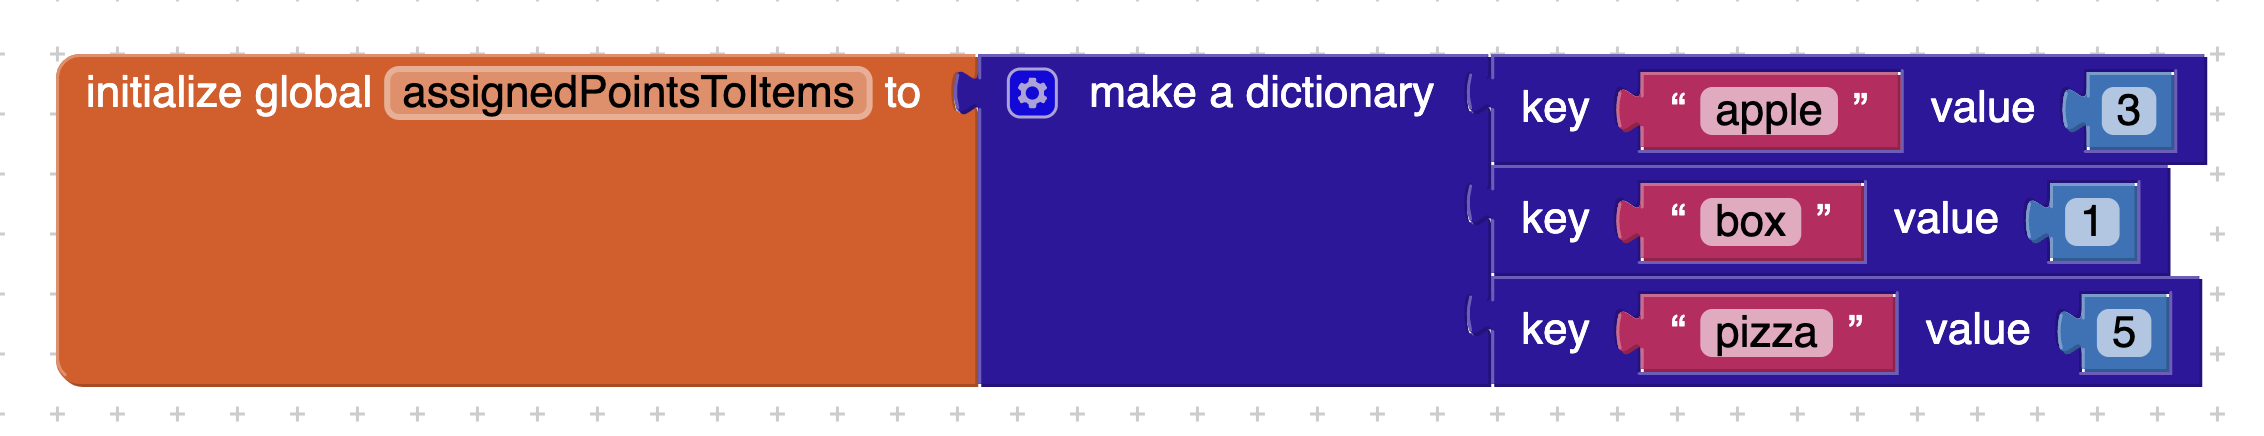 initialize global assignedPointsToItems to make a dictionary key “ apple ” value 3
key “ box ” value 1
key “ pizza ” value 5